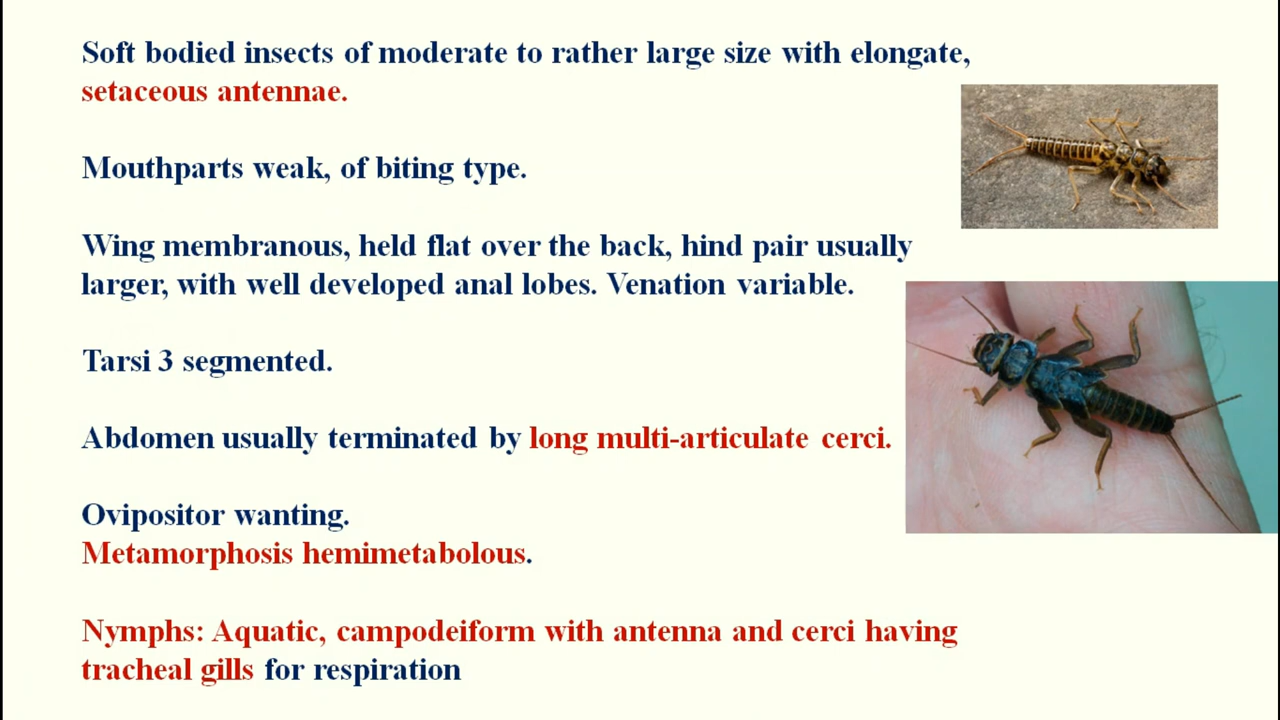 Soft bodied insects of moderate to rather large size with elongate,
setaceous antennae.
Mouthparts weak, of biting type.
Wing membranous, held flat over the back, hind pair usually
larger, with well developed anal lobes. Venation variable.
Tarsi 3 segmented.
Abdomen usually terminated by long multi-articulate cerci.
Ovipositor wanting.
Metamorphosis hemimetabolous.
Nymphs: Aquatic, campodeiform with antenna and cerci having
tracheal gills for respiration